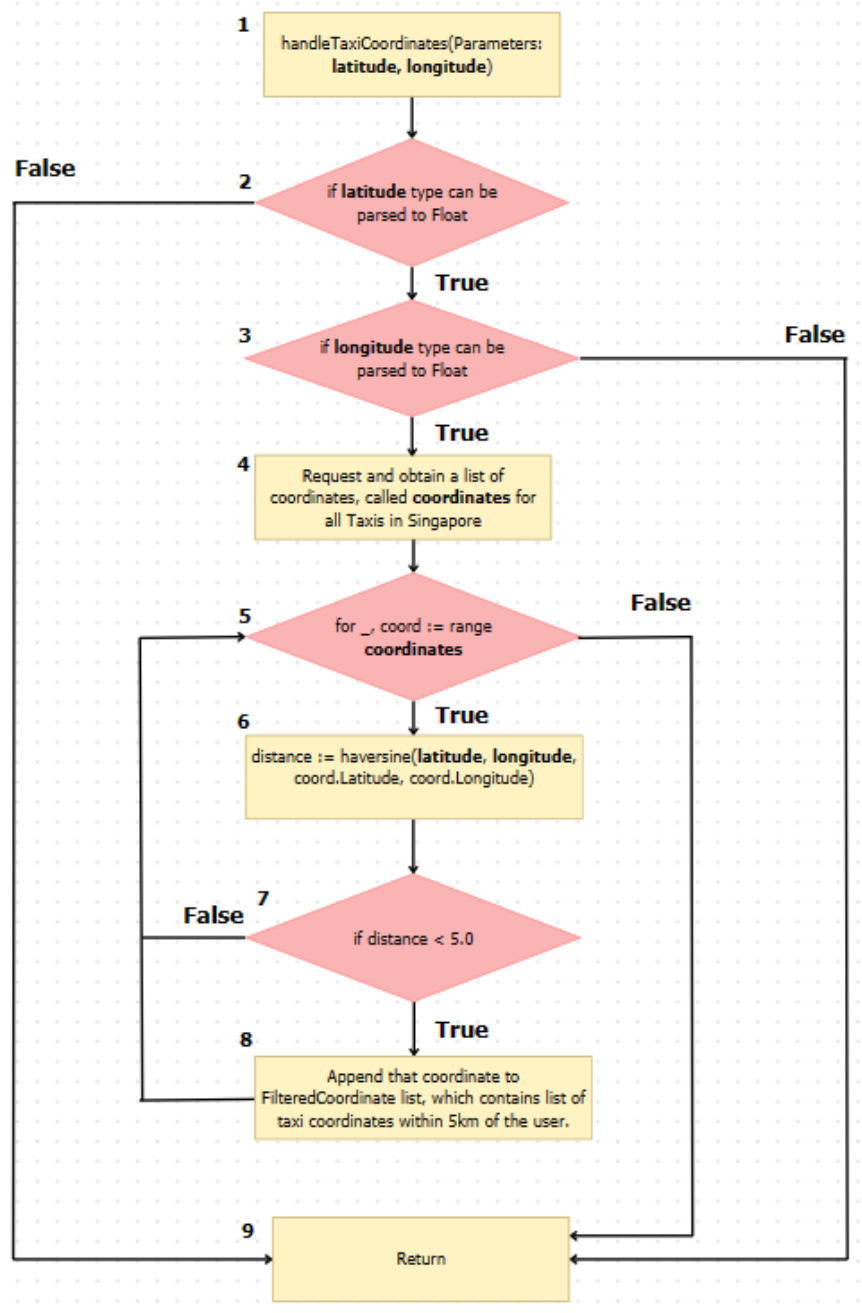 1
handleTaxiCoordinates(Parameters:
latitude, longitude)
False
2
if latitude type can be
parsed to Float
True
3
if longitude type can be
parsed to Float
False
True
4
Request and obtain a list of
coordinates, called coordinates for
all Taxis in Singapore
5
for _, coord := range
coordinates
False
True
6
distance := haversine(latitude, longitude,
coord.Latitude, coord.Longitude)
7
False
if distance < 5.0
True
8
Append that coordinate to
FilteredCoordinate list, which contains list of
taxi coordinates within 5km of the user.
9
Return